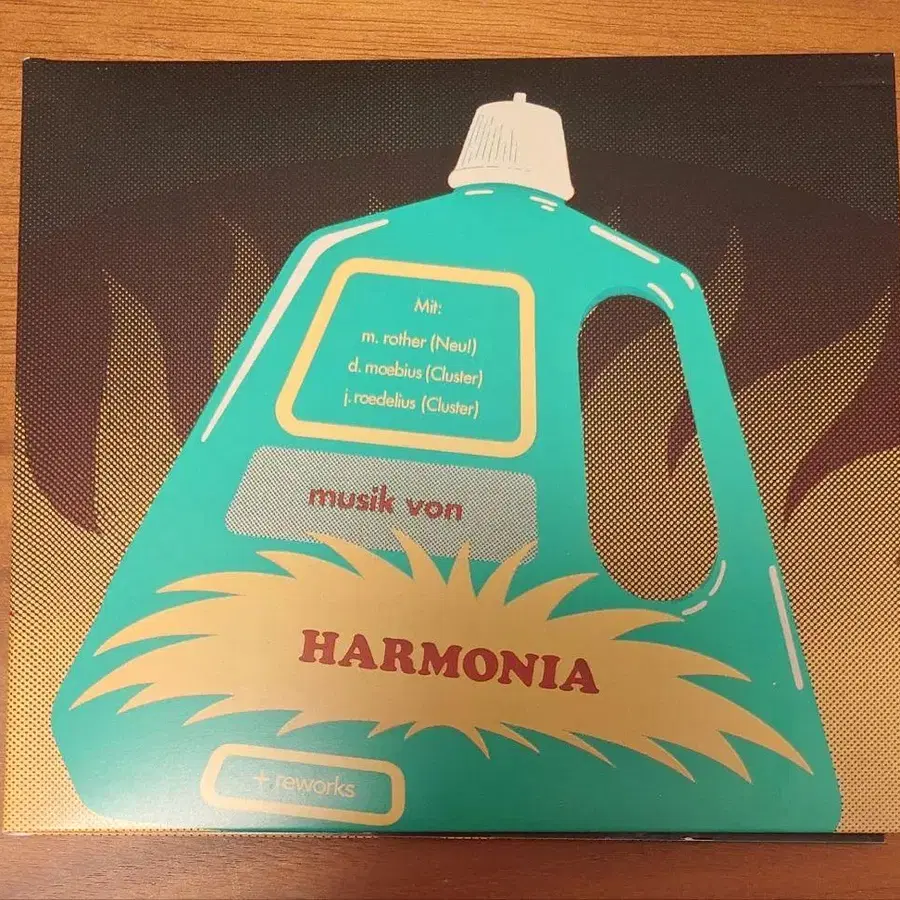 Mit:
m. rother (Neu!)
d. moebius (Cluster)
j. roedelius (Cluster)
musik von
HARMONIA
+ reworks